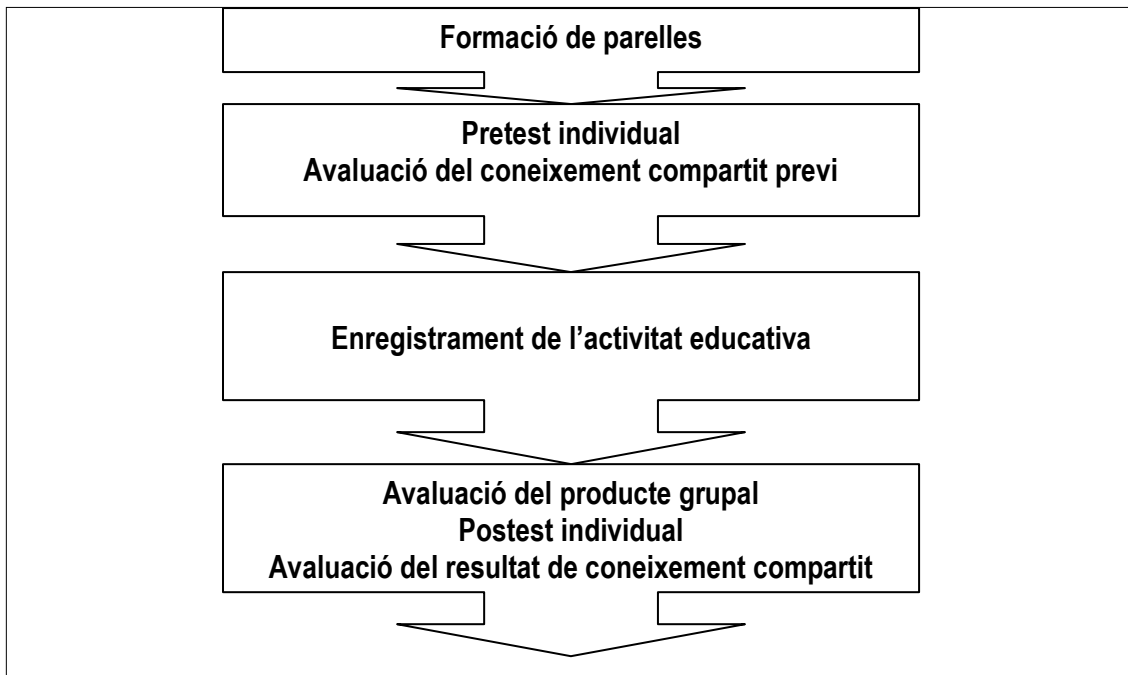 Formació de parelles
Pretest individual
Avaluació del coneixement compartit previ
Enregistrament de l’activitat educativa
Avaluació del producte grupal
Postest individual
Avaluació del resultat de coneixement compartit